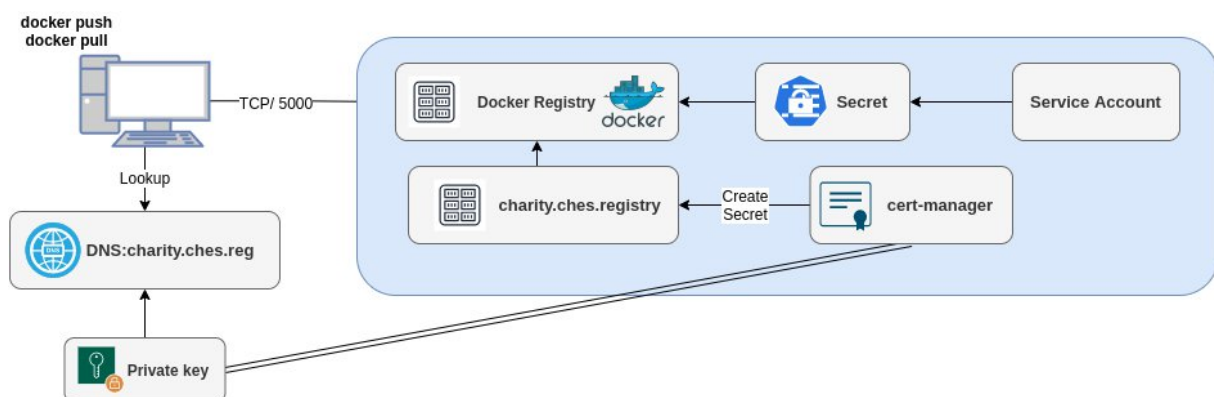 docker push
docker pull
TCP/ 5000
Docker Registry
docker
Secret
Service Account
Lookup
charity.ches.registry
Create
Secret
cert-manager
DNS
DNS:charity.ches.reg
Private key